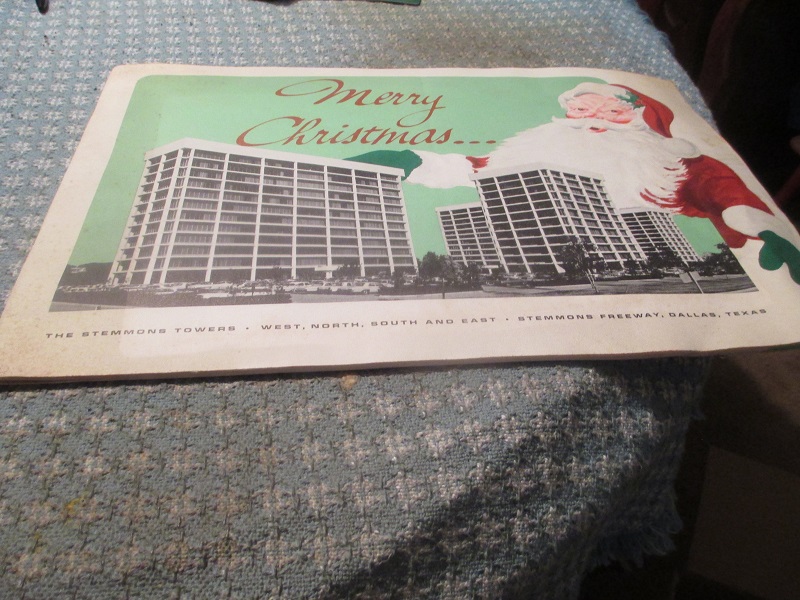 Merry
Christmas...
THE STEMMONS TOWERS • WEST, NORTH, SOUTH AND EAST • STEMMONS FREEWAY, DALLAS, TEXAS